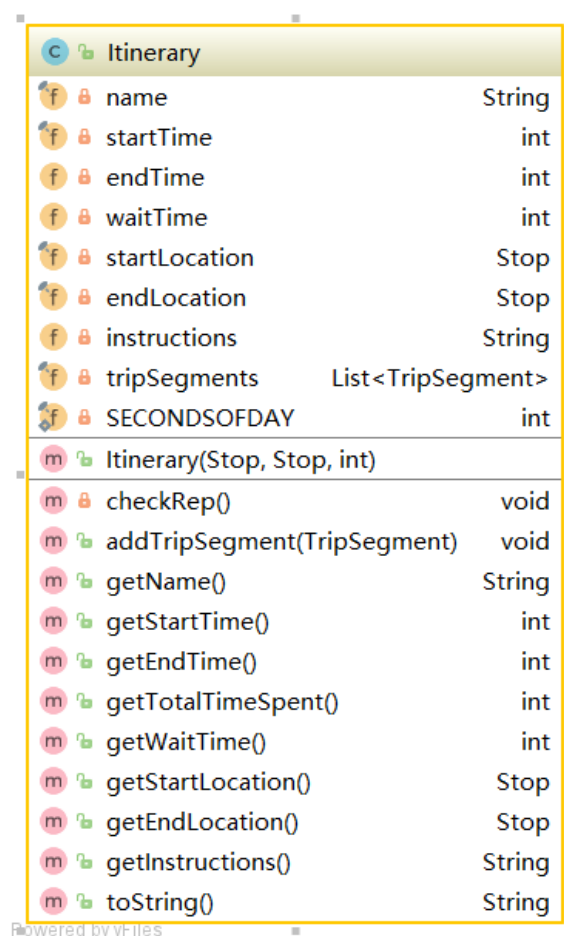 C Itinerary
f name String
f startTime int
f endTime int
f waitTime int
f startLocation Stop
f endLocation Stop
f instructions String
f tripSegments List<TripSegment>
f SECONDSOFDAY int
m Itinerary(Stop, Stop, int)
m checkRep() void
m addTripSegment(TripSegment) void
m getName() String
m getStartTime() int
m getEndTime() int
m getTotalTimeSpent() int
m getWaitTime() int
m getStartLocation() Stop
m getEndLocation() Stop
m getInstructions() String
m toString() String
Powered by yFiles